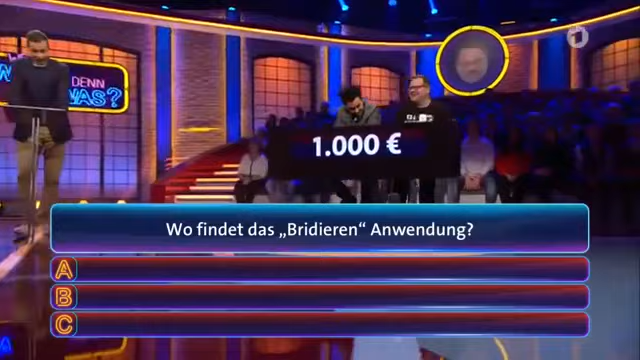 DENN
WAS?
1.000 €
Wo findet das „Bridieren“ Anwendung?
A
B
C